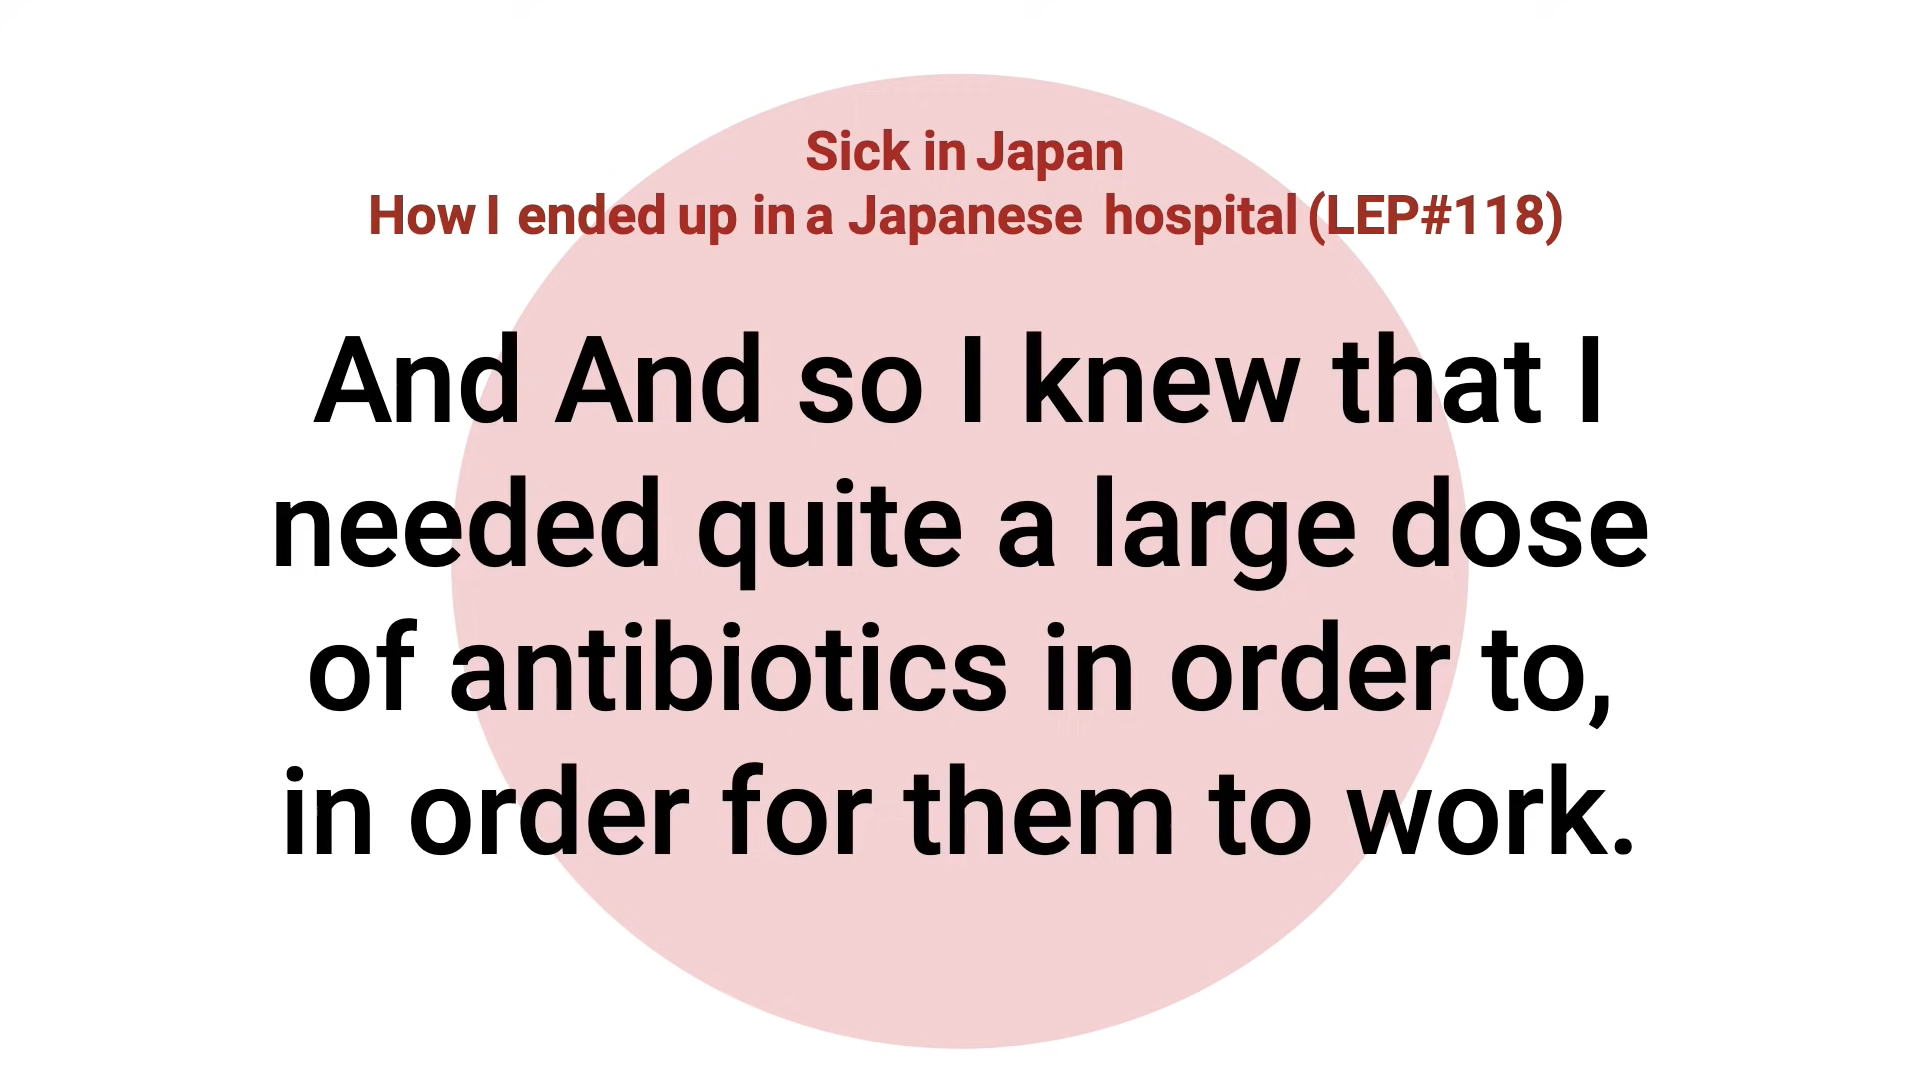 Sick in Japan
How I ended up in a Japanese hospital (LEP#118)
And And so I knew that I
needed quite a large dose
of antibiotics in order to,
in order for them to work.